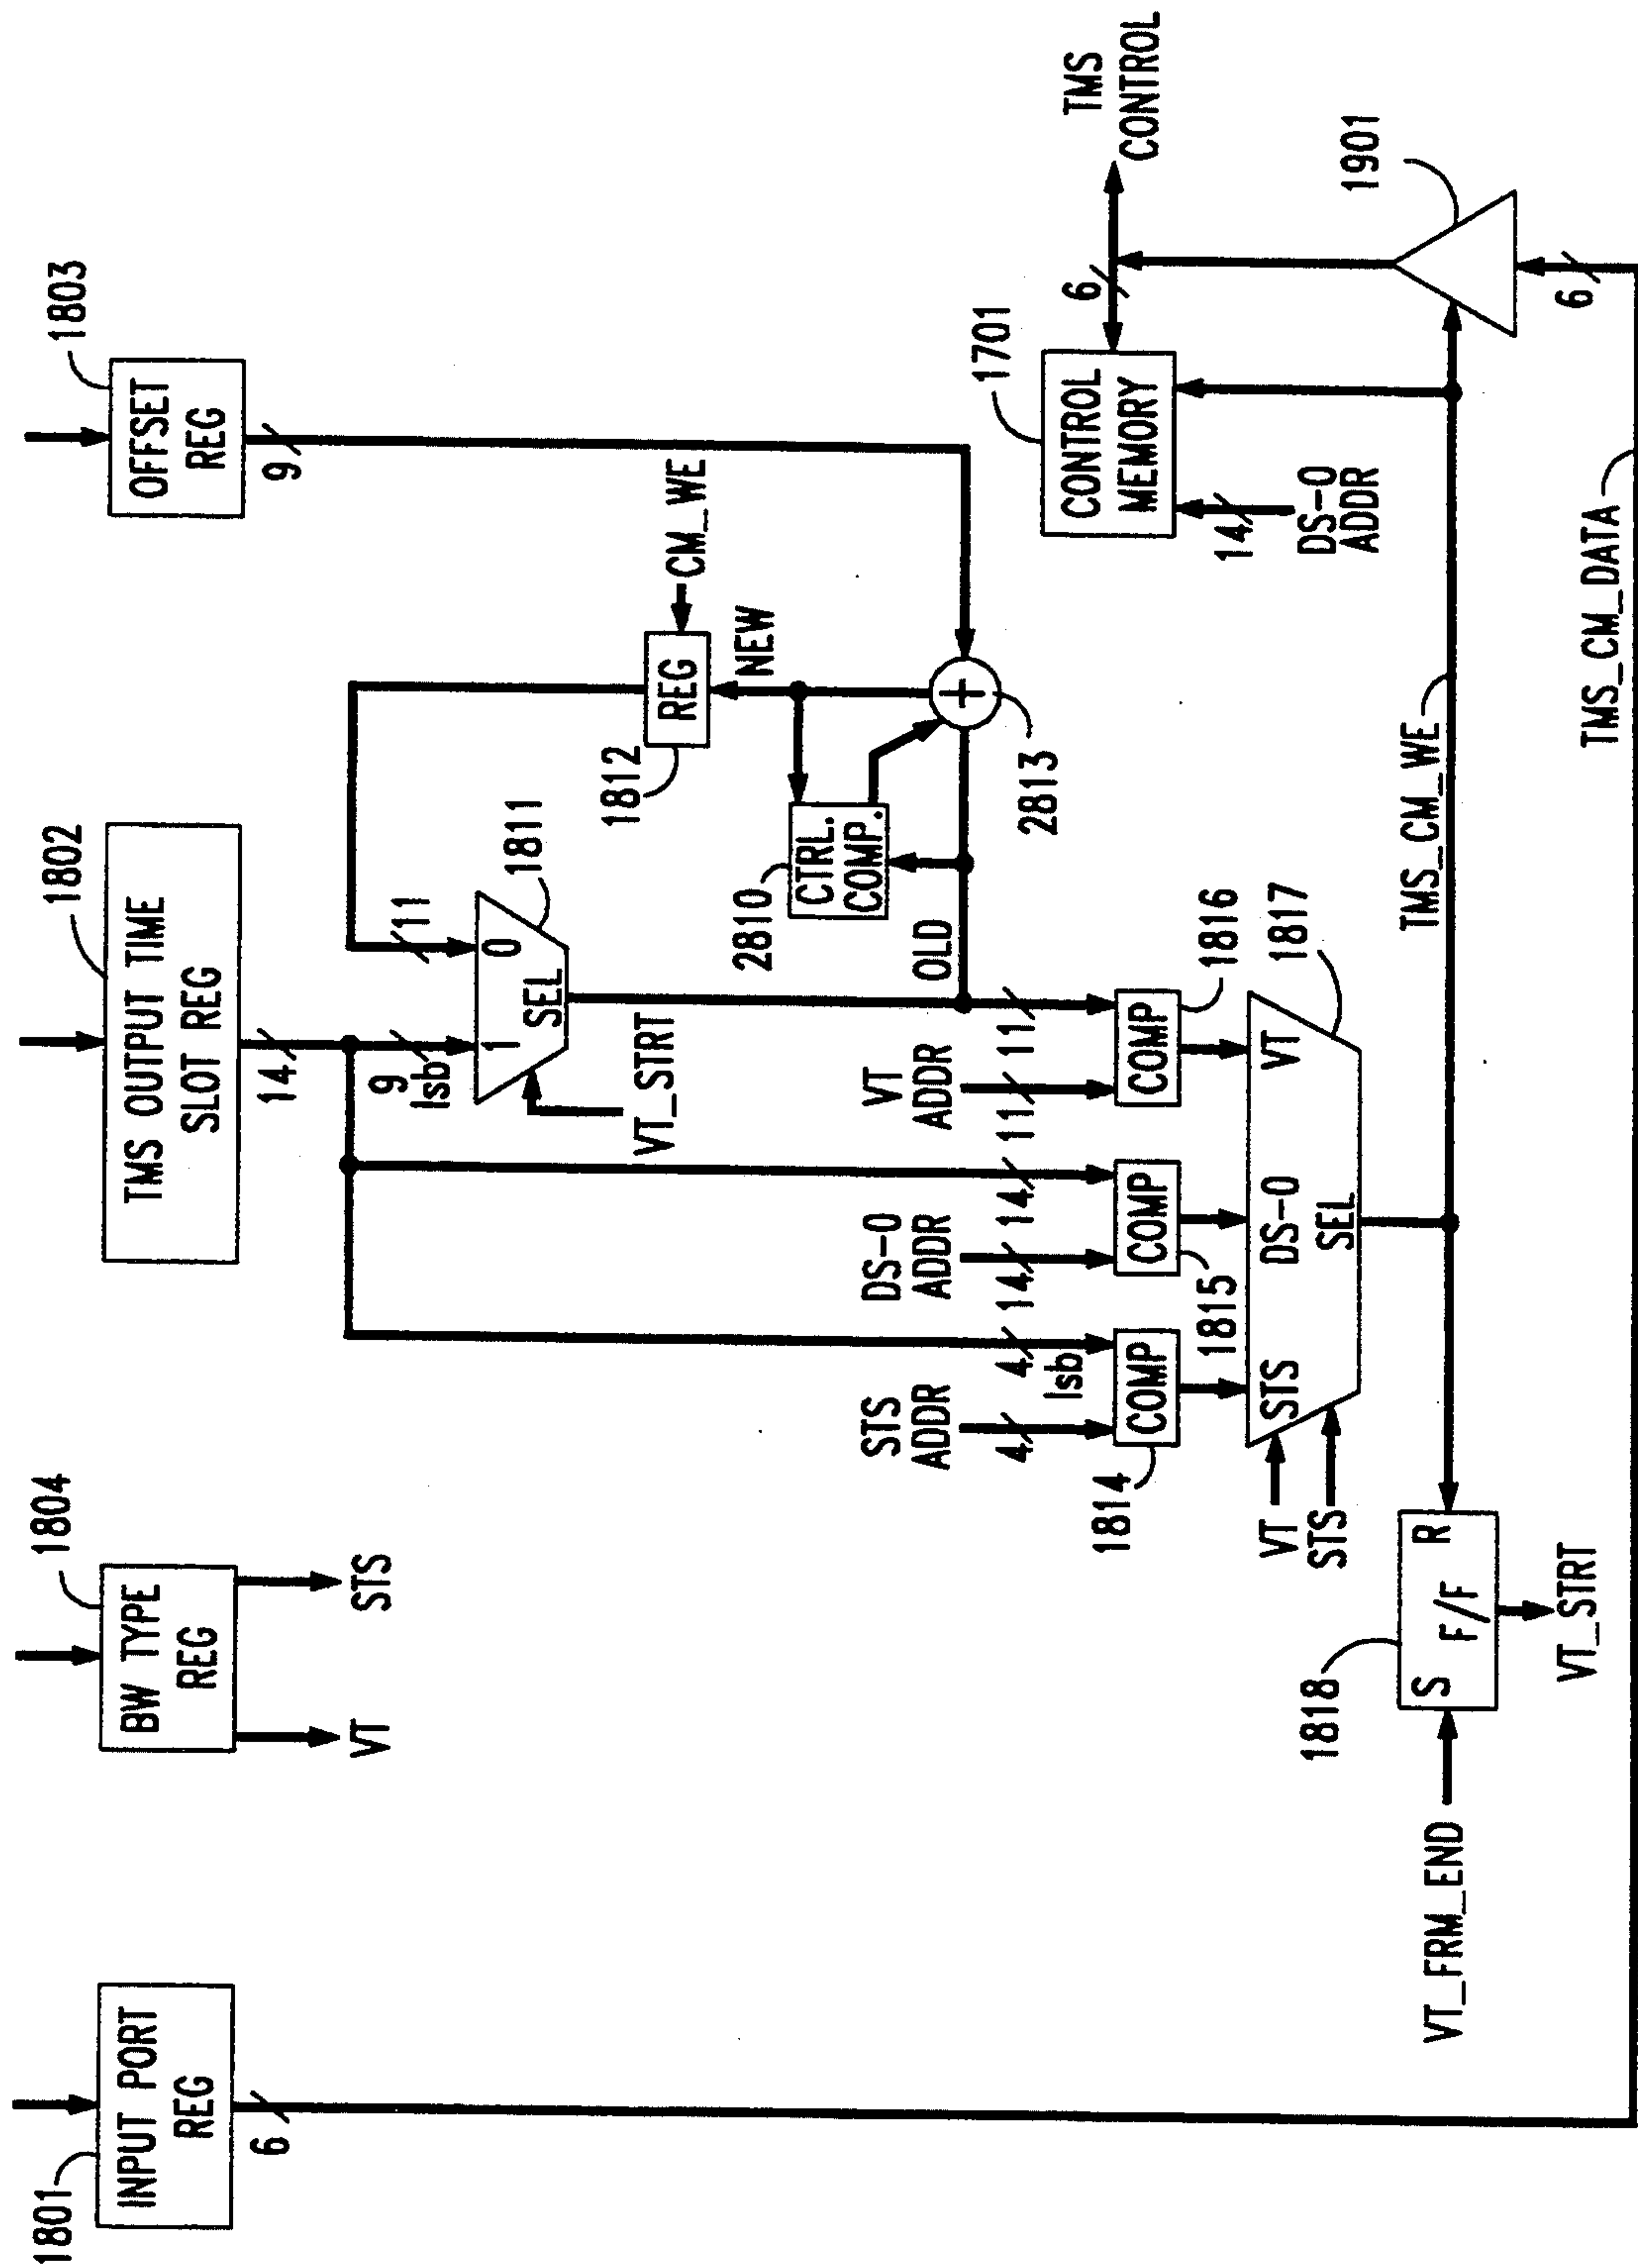 1801
INPUT PORT
REG
6
1804
BW TYPE
REG
VT
STS
1802
TMS OUTPUT TIME
SLOT REG
14
1803
OFFSET
REG
9
9
lsb
11
1
0
SEL
1811
VT_STRT
1812
REG
CM_WE
NEW
2810
CTRL.
COMP.
2813
+
OLD
STS
ADDR
4
4
lsb
DS-0
ADDR
14
14
VT
ADDR
11
11
1814
COMP
1815
COMP
COMP
1816
1817
STS
DS-0
VT
SEL
VT
STS
1818
S
R
F/F
VT_FRM_END
VT_STRT
1701
CONTROL
MEMORY
6
TMS
CONTROL
14
DS-0
ADDR
1901
6
TMS_CM_WE
TMS_CM_DATA